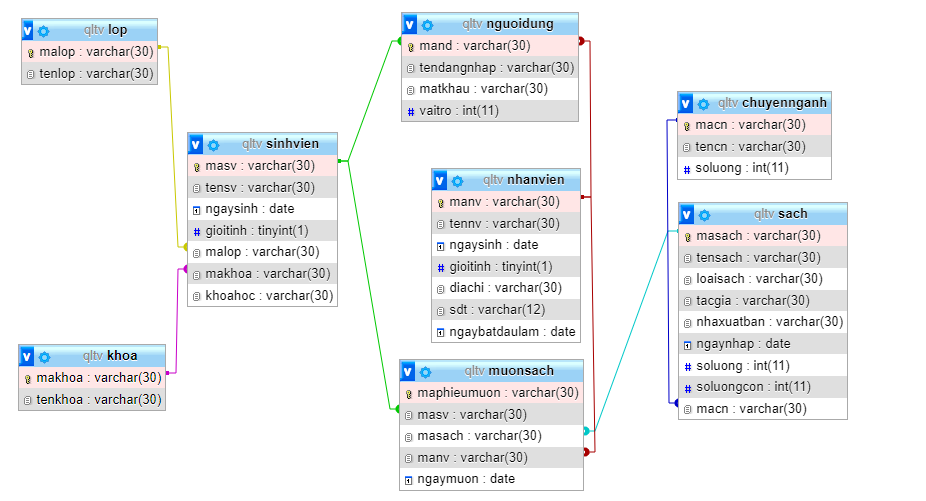 qltv lop
malop : varchar(30)
tenlop : varchar(30)
qltv sinhvien
masv : varchar(30)
tensv : varchar(30)
ngaysinh : date
# gioitinh : tinyint(1)
malop : varchar(30)
makhoa : varchar(30)
khoahoc : varchar(30)
qltv khoa
makhoa : varchar(30)
tenkhoa : varchar(30)
qltv nguoidung
mand : varchar(30)
tendangnhap : varchar(30)
matkhau : varchar(30)
# vaitro : int(11)
qltv nhanvien
manv : varchar(30)
tennv : varchar(30)
ngaysinh : date
# gioitinh : tinyint(1)
diachi : varchar(30)
sdt : varchar(12)
ngaybatdaulam : date
qltv muonsach
maphieumuon : varchar(30)
masv : varchar(30)
masach : varchar(30)
manv : varchar(30)
ngaymuon : date
qltv chuyennganh
macn : varchar(30)
tencn : varchar(30)
# soluong : int(11)
qltv sach
masach : varchar(30)
tensach : varchar(30)
loaisach : varchar(30)
tacgia : varchar(30)
nhaxuatban : varchar(30)
ngaynhap : date
# soluong : int(11)
# soluongcon : int(11)
macn : varchar(30)